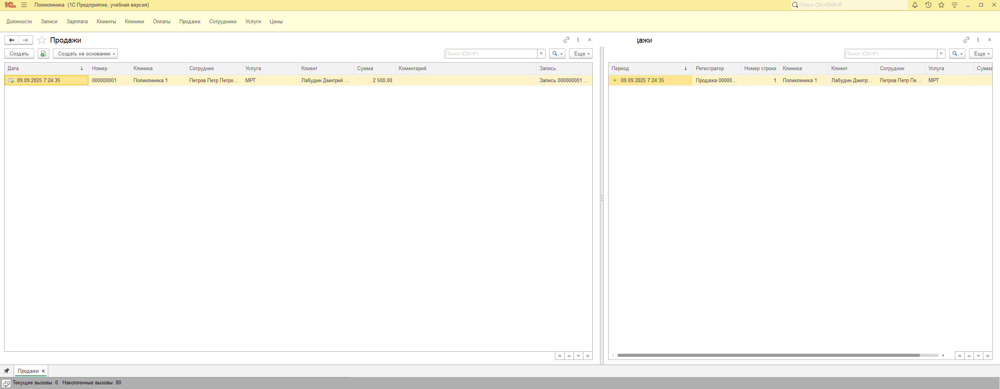 1С Поликлиника (1С:Предприятие, учебная версия) Поиск Ctrl+Shift+F
Должности Записи Зарплата Клиенты Клиники Оплаты Продажи Сотрудники Услуги Цены
Продажи
Создать Создать на основании Поиск (Ctrl+F) × Еще
Дата ↓ Номер Клиника Сотрудник Услуга Клиент Сумма Коментарий Запись
09.09.2025 7:24:35 000000001 Поликлиника 1 Петров Петр Петро... МРТ Лабудин Дмитрий ... 2 500,00 Запись 000000001 ...
дажи
Поиск (Ctrl+F) × Еще
Период ↓ Регистратор Номер строки Клиника Клиент Сотрудник Услуга Сумма
09.09.2025 7:24:35 Продажа 00000... 1 Поликлиника 1 Лабудин Дмитр... Петров Петр Пе... МРТ
Продажи ×
Текущие вызовы: 0 Накопленные вызовы: 80